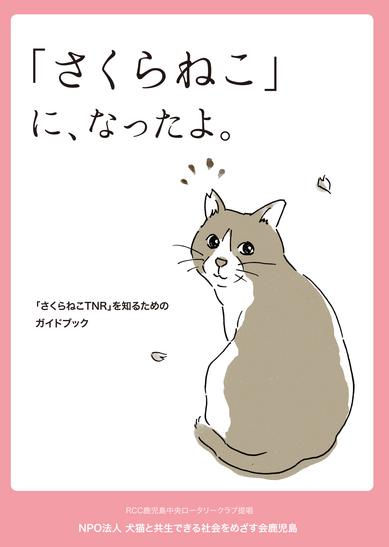 「さくらねこ」
に、なったよ。
「さくらねこTNR」を知るための
ガイドブック
RCC鹿児島中央ロータリークラブ提唱
NPO法人 犬猫と共生できる社会をめざす会鹿児島